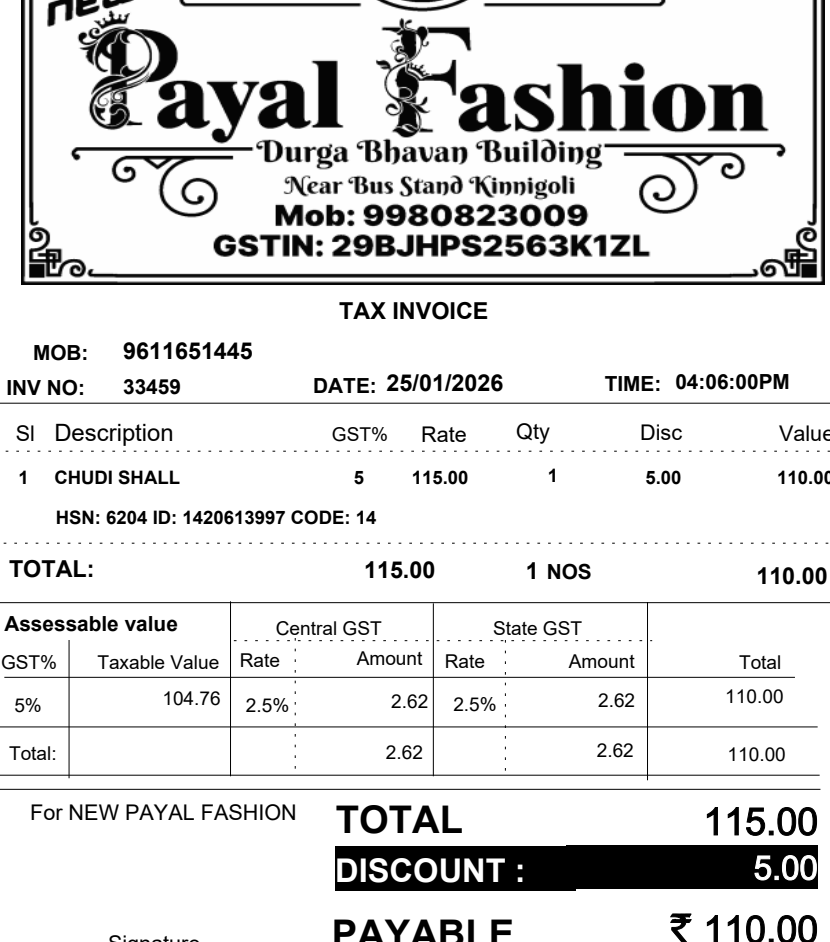 new
Payal Fashion
Durga Bhavan Building
Near Bus Stand Kinnigoli
Mob: 9980823009
GSTIN: 29BJHPS2563K1ZL
TAX INVOICE
MOB: 9611651445
INV NO: 33459 DATE: 25/01/2026 TIME: 04:06:00PM
Sl Description GST% Rate Qty Disc Value
1 CHUDI SHALL 5 115.00 1 5.00 110.00
HSN: 6204 ID: 1420613997 CODE: 14
TOTAL: 115.00 1 NOS 110.00
Assessable value Central GST State GST
GST% Taxable Value Rate Amount Rate Amount Total
5% 104.76 2.5% 2.62 2.5% 2.62 110.00
Total: 2.62 2.62 110.00
For NEW PAYAL FASHION TOTAL 115.00
DISCOUNT : 5.00
Signature PAYABLE ₹ 110.00